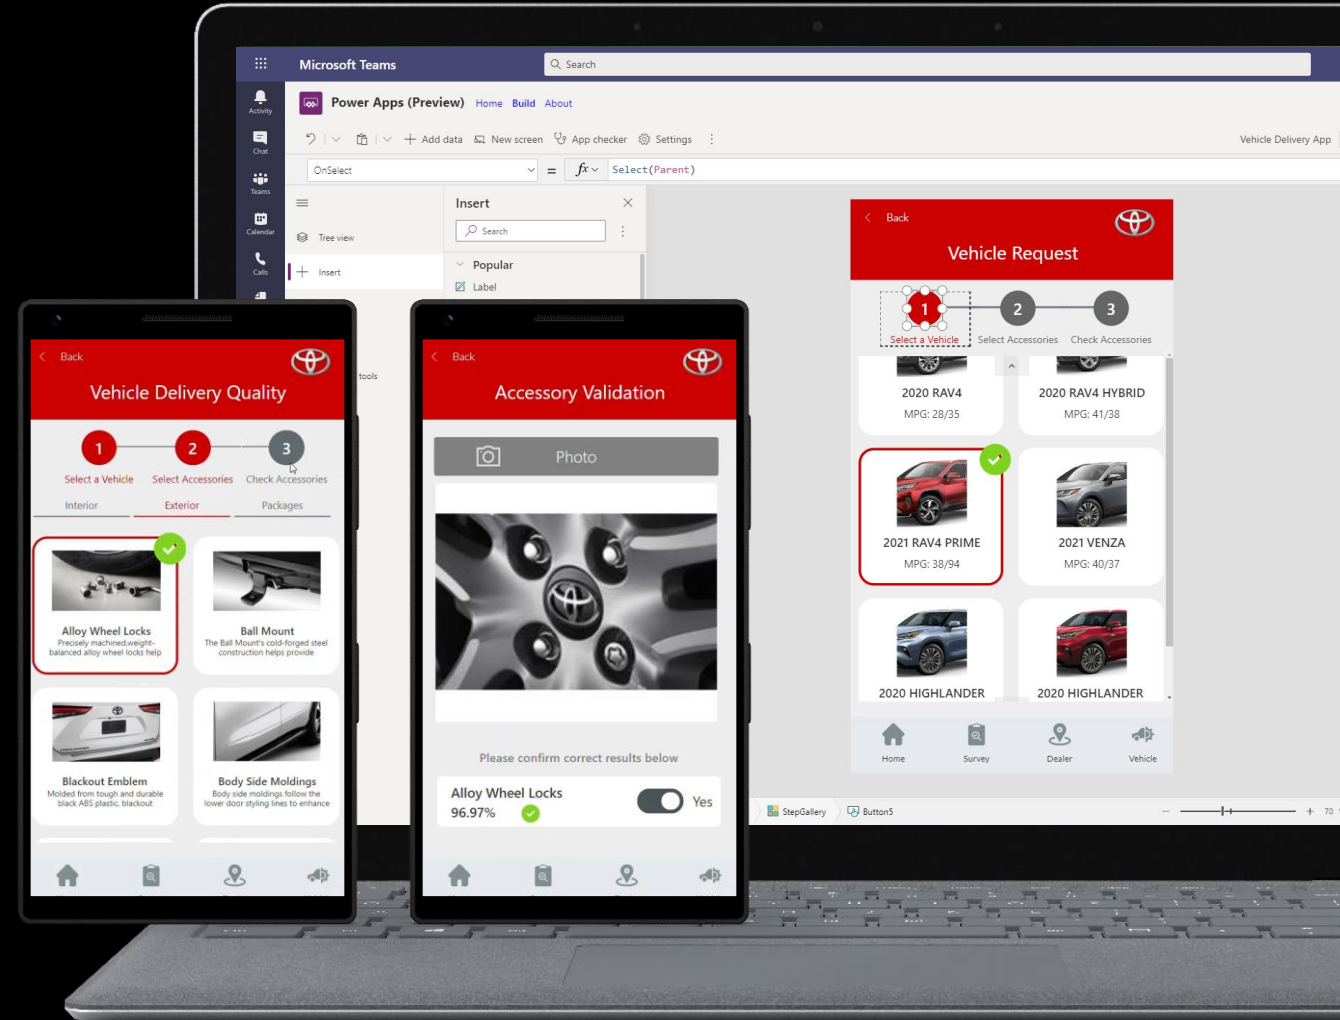 Microsoft Teams
Search
Activity
Chat
Teams
Calendar
Calls
Power Apps (Preview) Home Build About
Add data New screen App checker Settings
Vehicle Delivery App
OnSelect
= fx Select(Parent)
Tree view
Insert
tools
Insert
Search
Popular
Label
Back
Vehicle Request
1 2 3
Select a Vehicle Select Accessories Check Accessories
2020 RAV4 2020 RAV4 HYBRID
MPG: 28/35 MPG: 41/38
2021 RAV4 PRIME 2021 VENZA
MPG: 38/94 MPG: 40/37
2020 HIGHLANDER 2020 HIGHLANDER
Home Survey Dealer Vehicle
StepGallery Button5
70
Back
Vehicle Delivery Quality
1 2 3
Select a Vehicle Select Accessories Check Accessories
Interior Exterior Packages
Alloy Wheel Locks
Precisely machined,weight-
balanced alloy wheel locks help
Ball Mount
The Ball Mount's cold-forged steel
construction helps provide
Blackout Emblem
Molded from tough and durable
black ABS plastic, blackout
Body Side Moldings
Body side moldings follow the
lower door styling lines to enhance
Back
Accessory Validation
Photo
Please confirm correct results below
Alloy Wheel Locks
96.97%
Yes